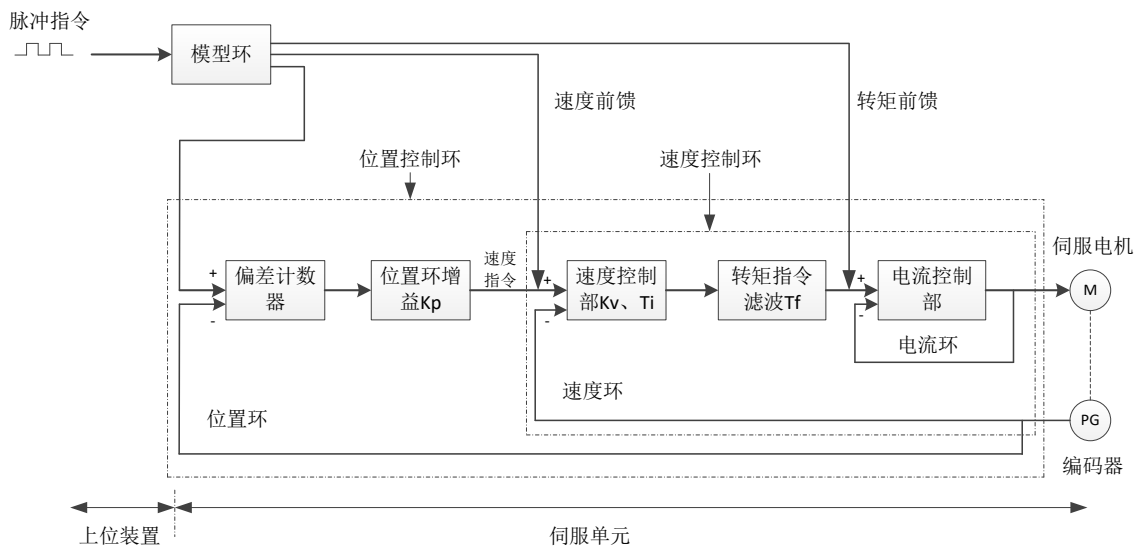 脉冲指令
模型环
速度前馈
转矩前馈
位置控制环
速度控制环
伺服电机
+
偏差计数
器
-
位置环增
益Kp
速度
指令
+
速度控制
部Kv、Ti
-
转矩指令
滤波Tf
+
电流控制
部
-
M
电流环
速度环
位置环
PG
编码器
上位装置
伺服单元